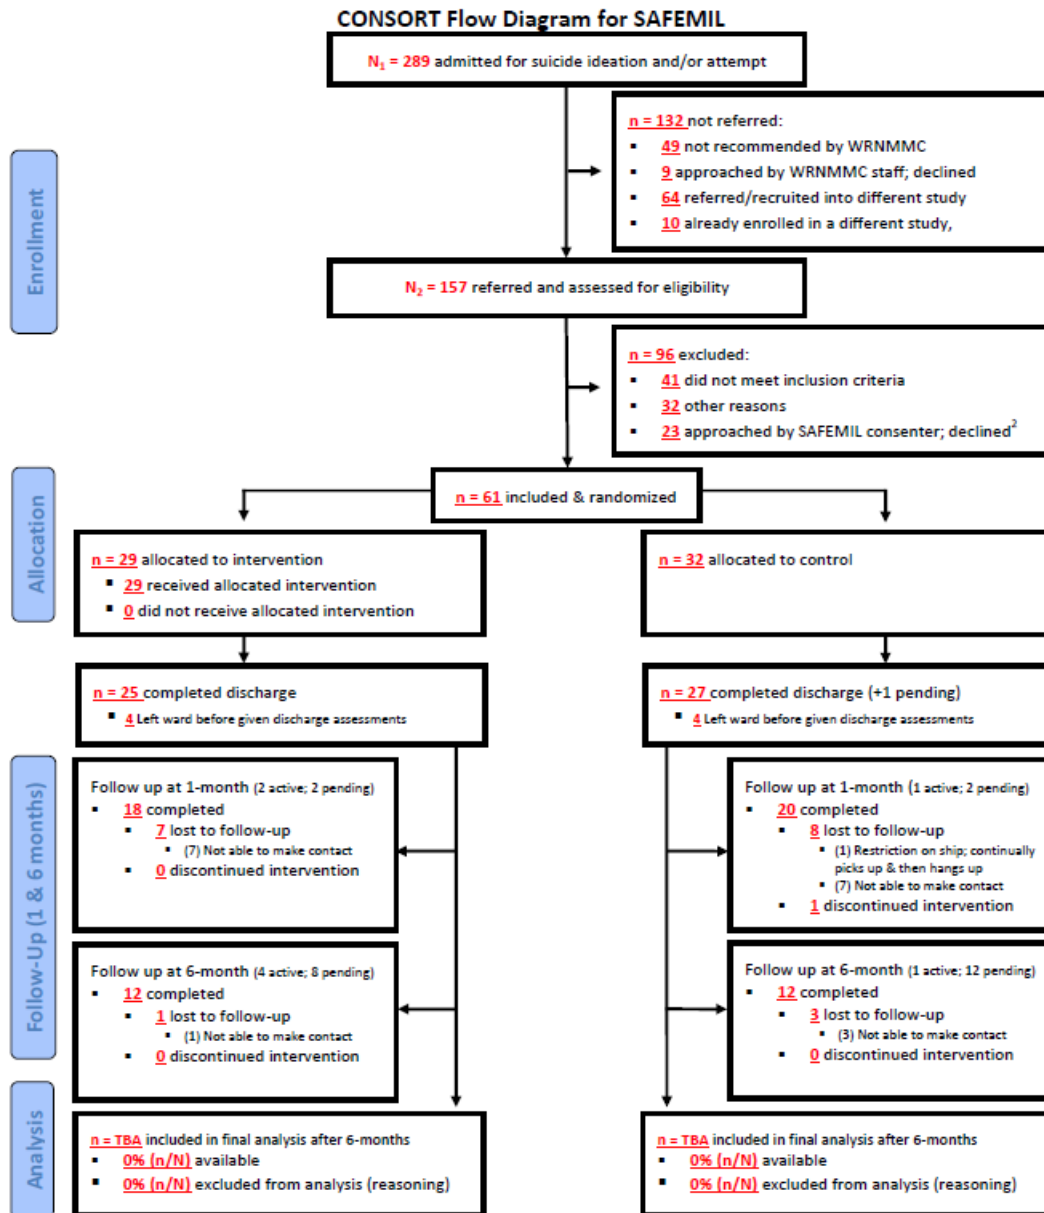 CONSORT Flow Diagram for SAFEMIL
N₁ = 289 admitted for suicide ideation and/or attempt
Enrollment
n = 132 not referred:
▪ 49 not recommended by WRNMMC
▪ 9 approached by WRNMMC staff; declined
▪ 64 referred/recruited into different study
▪ 10 already enrolled in a different study,
N₂ = 157 referred and assessed for eligibility
n = 96 excluded:
▪ 41 did not meet inclusion criteria
▪ 32 other reasons
▪ 23 approached by SAFEMIL consenter; declined²
Allocation
n = 61 included & randomized
n = 29 allocated to intervention
▪ 29 received allocated intervention
▪ 0 did not receive allocated intervention
n = 32 allocated to control
n = 25 completed discharge
▪ 4 Left ward before given discharge assessments
n = 27 completed discharge (+1 pending)
▪ 4 Left ward before given discharge assessments
Follow-Up (1 & 6 months)
Follow up at 1-month (2 active; 2 pending)
▪ 18 completed
▪ 7 lost to follow-up
▪ (7) Not able to make contact
▪ 0 discontinued intervention
Follow up at 1-month (1 active; 2 pending)
▪ 20 completed
▪ 8 lost to follow-up
▪ (1) Restriction on ship; continually
picks up & then hangs up
▪ (7) Not able to make contact
▪ 1 discontinued intervention
Follow up at 6-month (4 active; 8 pending)
▪ 12 completed
▪ 1 lost to follow-up
▪ (1) Not able to make contact
▪ 0 discontinued intervention
Follow up at 6-month (1 active; 12 pending)
▪ 12 completed
▪ 3 lost to follow-up
▪ (3) Not able to make contact
▪ 0 discontinued intervention
Analysis
n = TBA included in final analysis after 6-months
▪ 0% (n/N) available
▪ 0% (n/N) excluded from analysis (reasoning)
n = TBA included in final analysis after 6-months
▪ 0% (n/N) available
▪ 0% (n/N) excluded from analysis (reasoning)